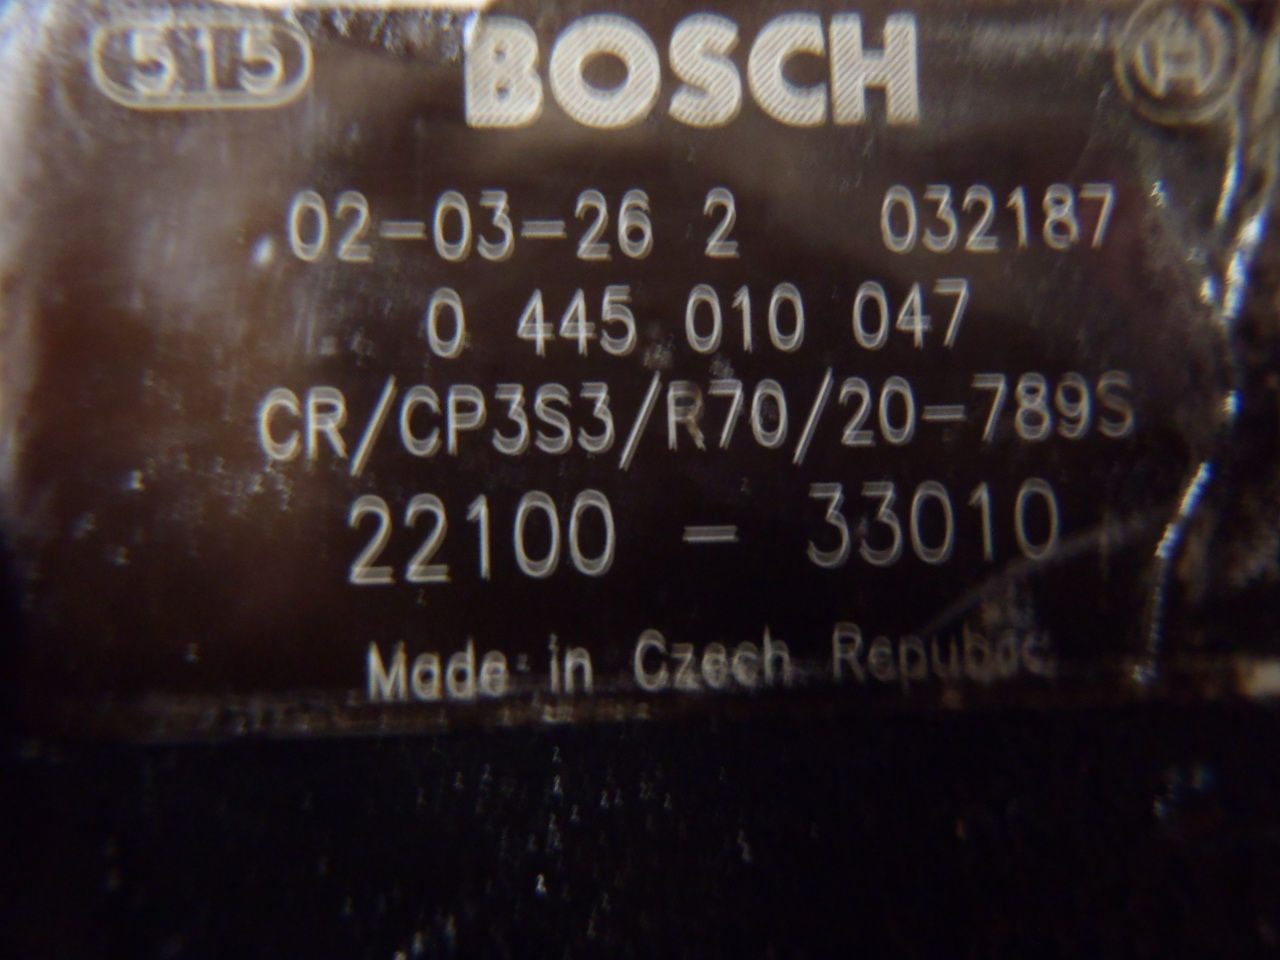 515 BOSCH H
02-03-26 2 032187
0 445 010 047
CR/CP3S3/R70/20-789S
22100 - 33010
Made in Czech Republic